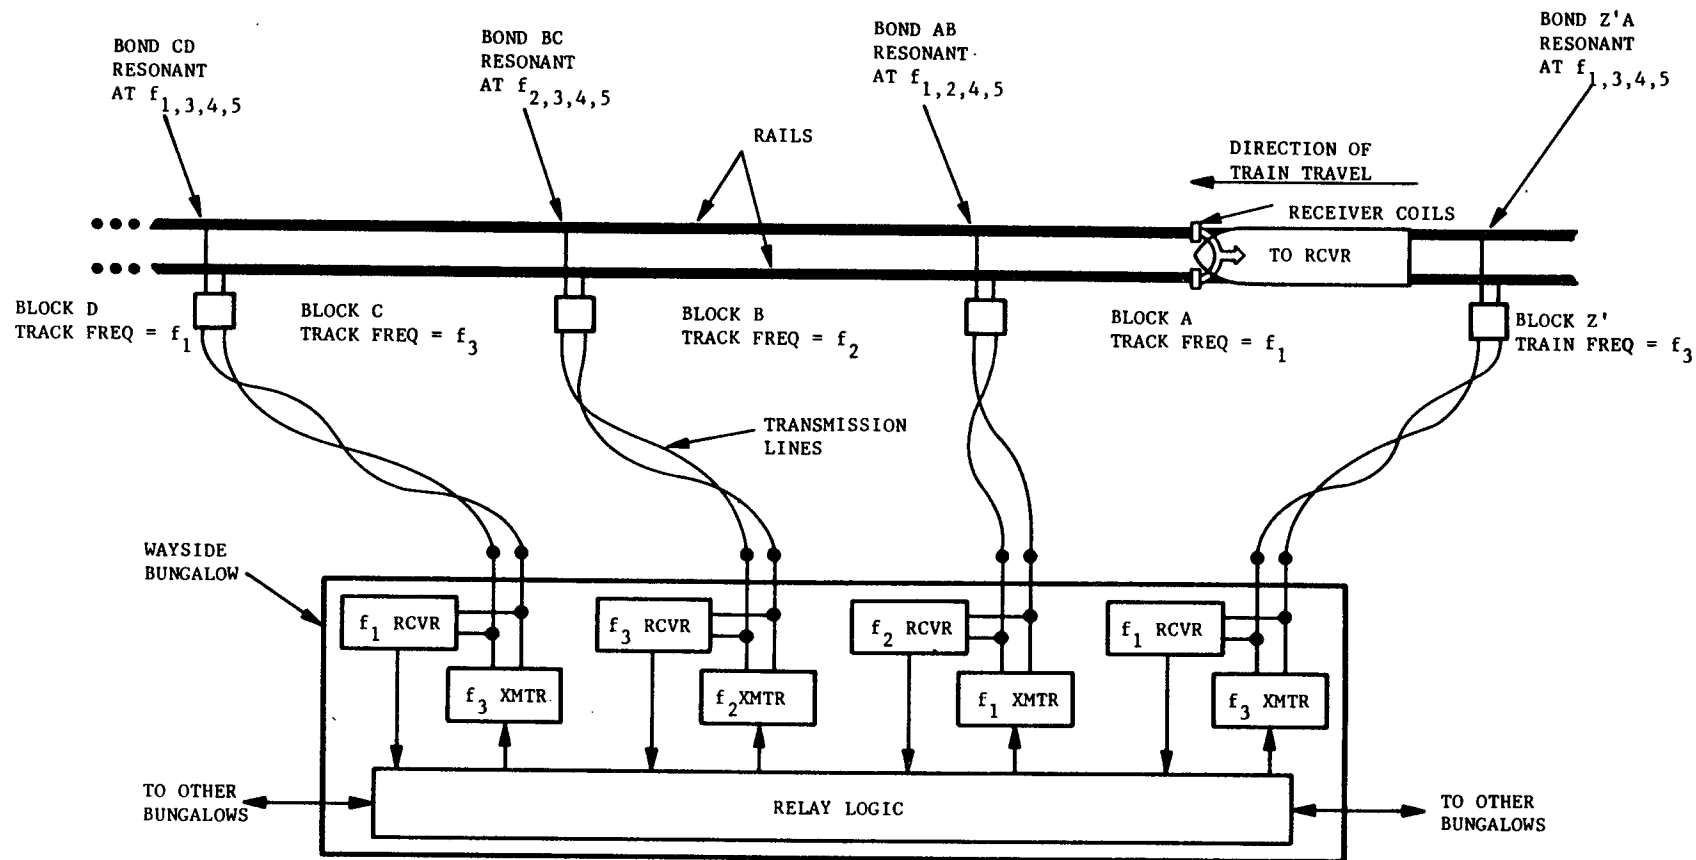 BOND CD
RESONANT
AT f1,3,4,5
BOND BC
RESONANT
AT f2,3,4,5
BOND AB
RESONANT
AT f1,2,4,5
BOND Z'A
RESONANT
AT f1,3,4,5
RAILS
DIRECTION OF
TRAIN TRAVEL
RECEIVER COILS
TO RCVR
BLOCK D
TRACK FREQ = f1
BLOCK C
TRACK FREQ = f3
BLOCK B
TRACK FREQ = f2
BLOCK A
TRACK FREQ = f1
BLOCK Z'
TRAIN FREQ = f3
TRANSMISSION
LINES
WAYSIDE
BUNGALOW
f1 RCVR
f3 RCVR
f2 RCVR
f1 RCVR
f3 XMTR
f2XMTR
f1 XMTR
f3 XMTR
TO OTHER
BUNGALOWS
RELAY LOGIC
TO OTHER
BUNGALOWS